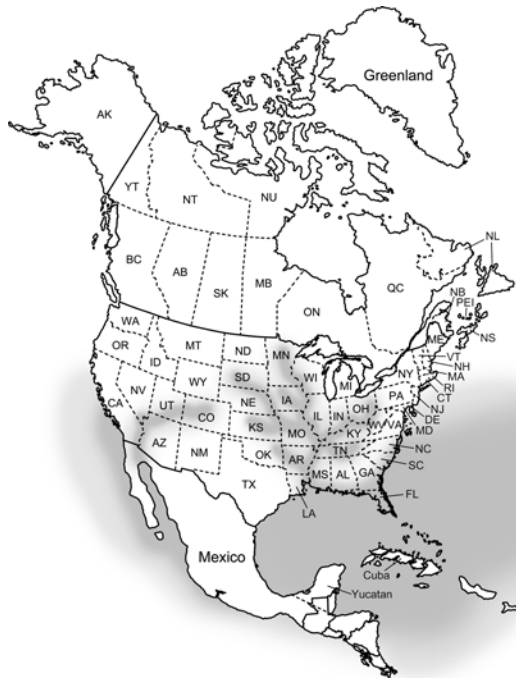 Greenland
AK
YT
NT
NU
NL
BC
AB
SK
MB
ON
QC
NB
PEI
NS
WA
OR
ID
MT
ND
MN
ME
VT
NH
MA
RI
CT
NJ
DE
MD
WY
SD
WI
MI
NY
PA
CA
NV
UT
CO
NE
IA
IL
IN
OH
WV
VA
KS
MO
KY
NC
AZ
NM
OK
AR
TN
SC
TX
LA
MS
AL
GA
FL
Mexico
Cuba
Yucatan